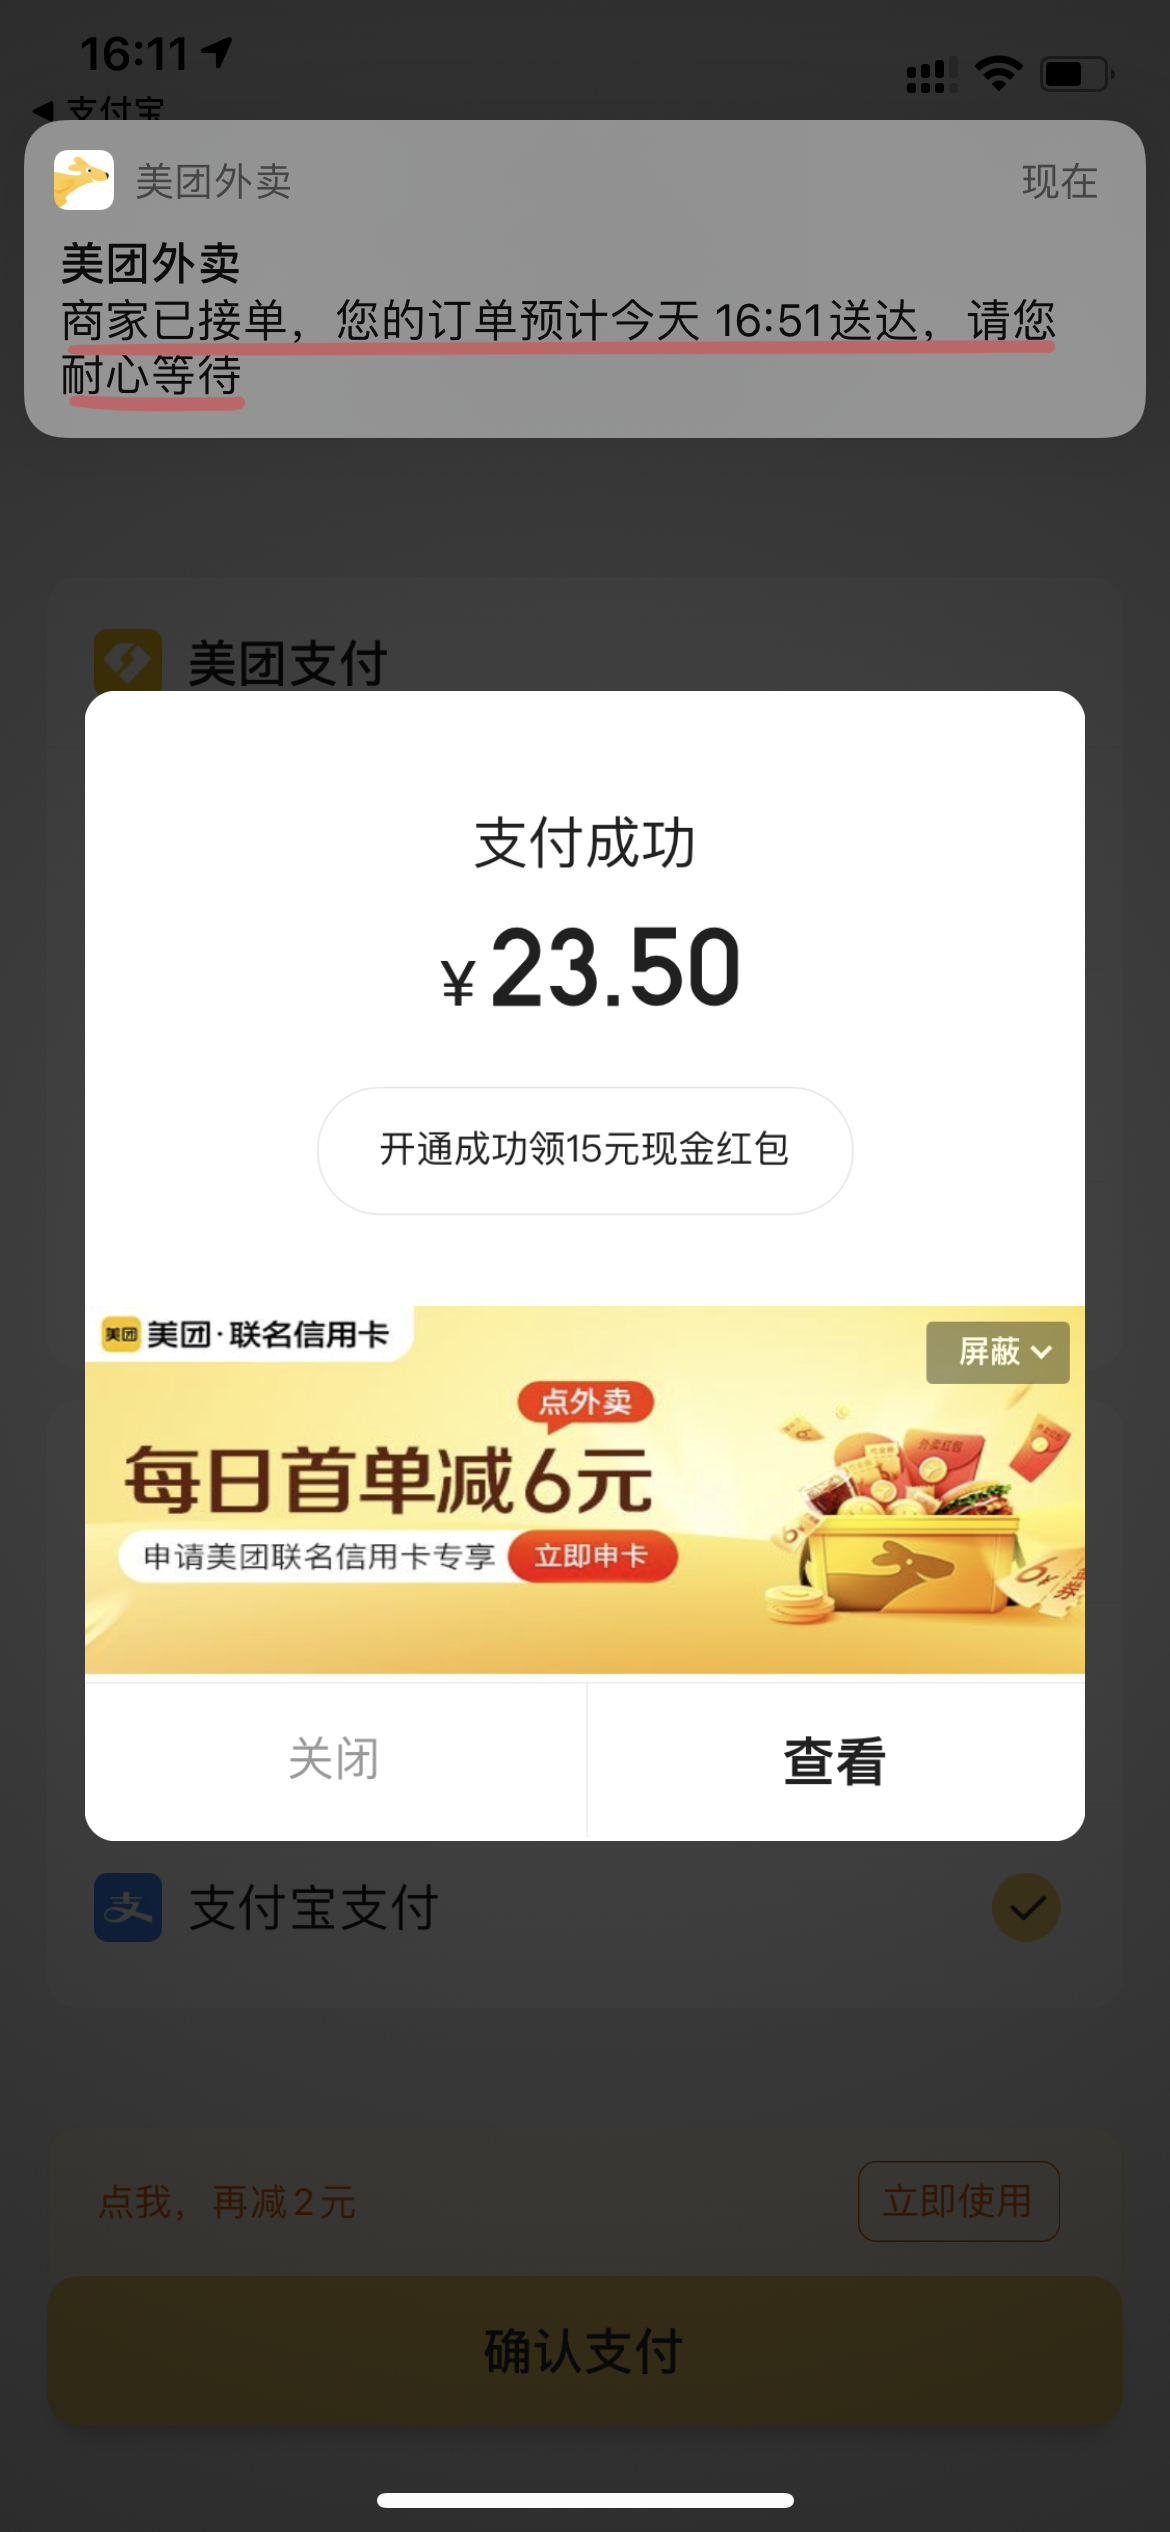 16:11
支付宝
美团外卖
现在
美团外卖
商家已接单，您的订单预计今天 16:51送达，请您
耐心等待
美团支付
支付成功
¥23.50
开通成功领15元现金红包
美团 美团·联名信用卡
屏蔽
点外卖
每日首单减6元
申请美团联名信用卡专享 立即申卡
外卖红包
关闭
查看
支 支付宝支付
点我，再减2元
立即使用
确认支付